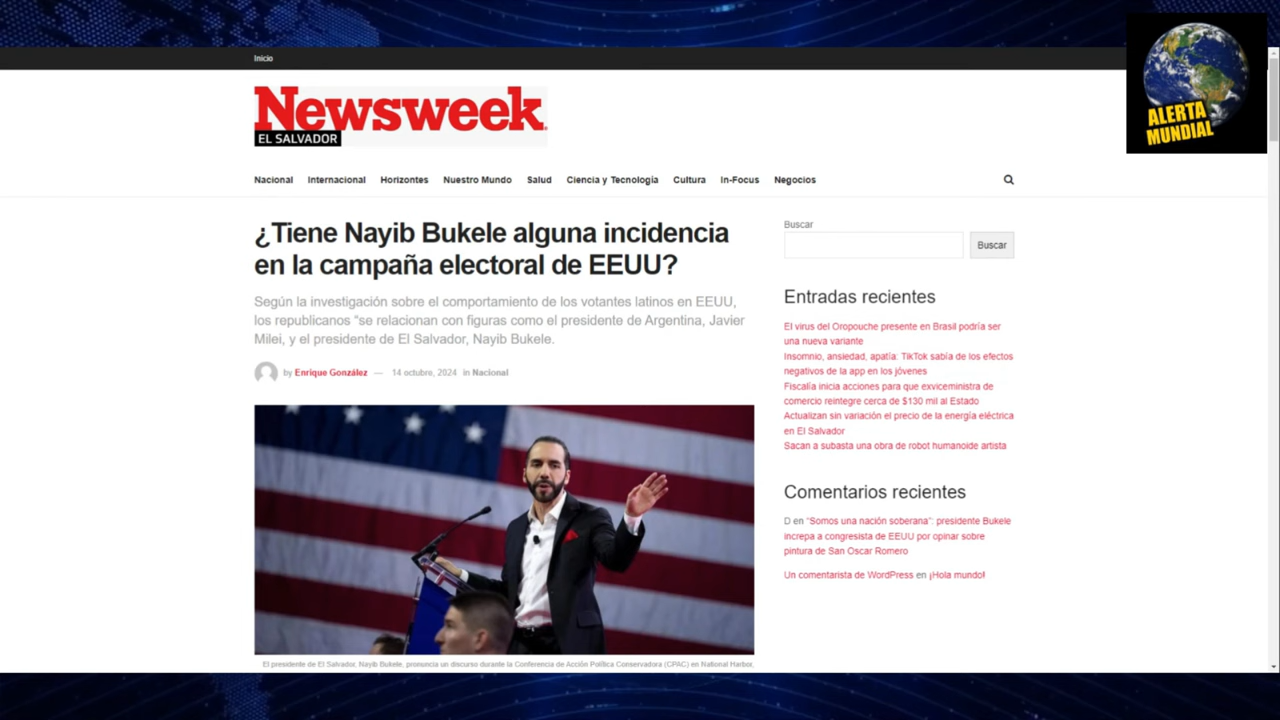 Inicio
Newsweek
EL SALVADOR
ALERTA
MUNDIAL
Nacional Internacional Horizontes Nuestro Mundo Salud Ciencia y Tecnología Cultura In-Focus Negocios
¿Tiene Nayib Bukele alguna incidencia
en la campaña electoral de EEUU?
Según la investigación sobre el comportamiento de los votantes latinos en EEUU,
los republicanos “se relacionan con figuras como el presidente de Argentina, Javier
Milei, y el presidente de El Salvador, Nayib Bukele.
by Enrique González — 14 octubre, 2024 in Nacional
El presidente de El Salvador, Nayib Bukele, pronuncia un discurso durante la Conferencia de Acción Política Conservadora (CPAC) en National Harbor,
Buscar
Buscar
Entradas recientes
El virus del Oropouche presente en Brasil podría ser
una nueva variante
Insomnio, ansiedad, apatía: TikTok sabía de los efectos
negativos de la app en los jóvenes
Fiscalía inicia acciones para que exviceministra de
comercio reintegre cerca de $130 mil al Estado
Actualizan sin variación el precio de la energía eléctrica
en El Salvador
Sacan a subasta una obra de robot humanoide artista
Comentarios recientes
D en “Somos una nación soberana”: presidente Bukele
increpa a congresista de EEUU por opinar sobre
pintura de San Oscar Romero
Un comentarista de WordPress en ¡Hola mundo!